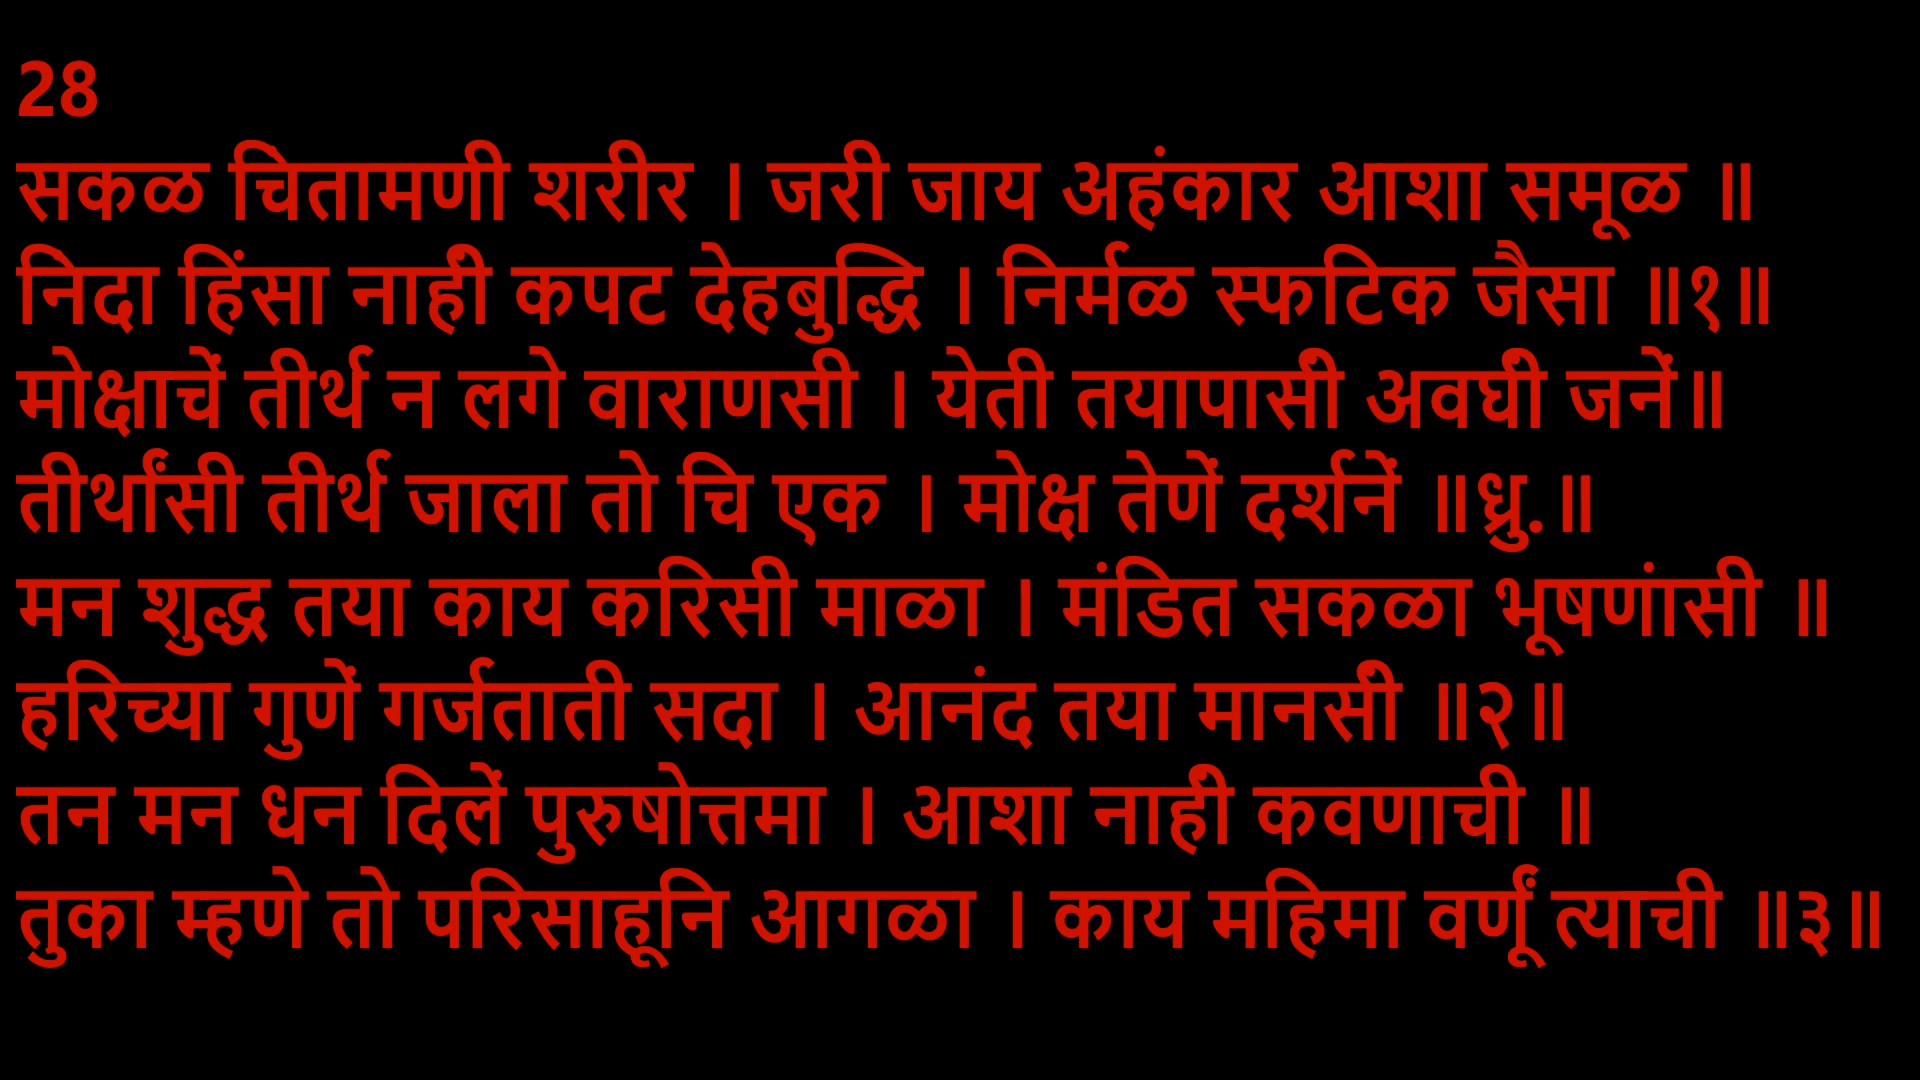 28
सकळ चिंतामणी शरीर । जरी जाय अहंकार आशा समूळ ॥
निंदा हिंसा नाहीं कपट देहबुद्धि । निर्मळ स्फटिक जैसा ॥१॥
मोक्षाचें तीर्थ न लगे वाराणसी । येती तयापासीं अवघीं जनें॥
तीर्थांसी तीर्थ जाला तो चि एक । मोक्ष तेणें दर्शनें ॥ध्रु.॥
मन शुद्ध तया काय करिसी माळा । मंडित सकळा भूषणांसी ॥
हरिच्या गुणें गर्जताती सदा । आनंद तया मानसीं ॥२॥
तन मन धन दिलें पुरुषोत्तमा । आशा नाहीं कवणाची ॥
तुका म्हणे तो परिसाहूनि आगळा । काय महिमा वर्णूं त्याची ॥३॥